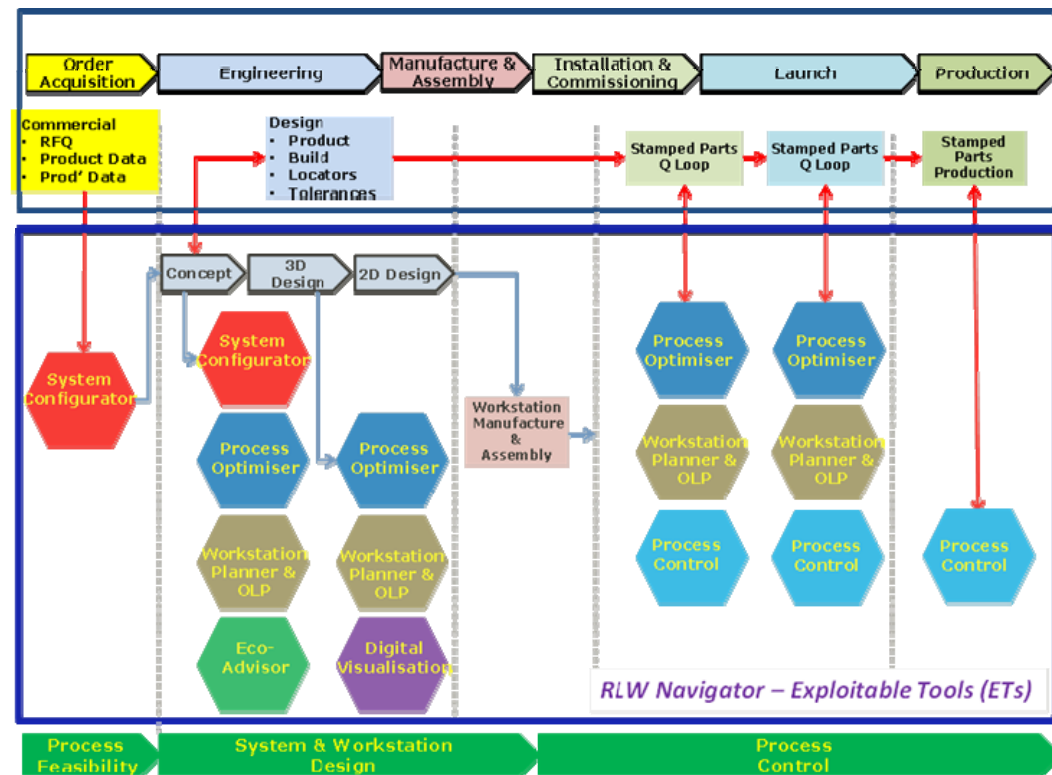 Order
Acquisition
Engineering
Manufacture &
Assembly
Installation &
Commissioning
Launch
Production
Commercial
• RFQ
• Product Data
• Prod’ Data
Design
• Product
• Build
• Locators
• Tolerances
Stamped Parts
Q Loop
Stamped Parts
Q Loop
Stamped
Parts
Production
Concept
3D
Design
2D Design
System
Configurator
System
Configurator
Process
Optimiser
Process
Optimiser
Workstation
Planner &
OLP
Workstation
Planner &
OLP
Eco-
Advisor
Digital
Visualisation
Workstation
Manufacture
&
Assembly
Process
Optimiser
Process
Optimiser
Workstation
Planner &
OLP
Workstation
Planner &
OLP
Process
Control
Process
Control
Process
Control
RLW Navigator – Exploitable Tools (ETs)
Process
Feasibility
System & Workstation
Design
Process
Control